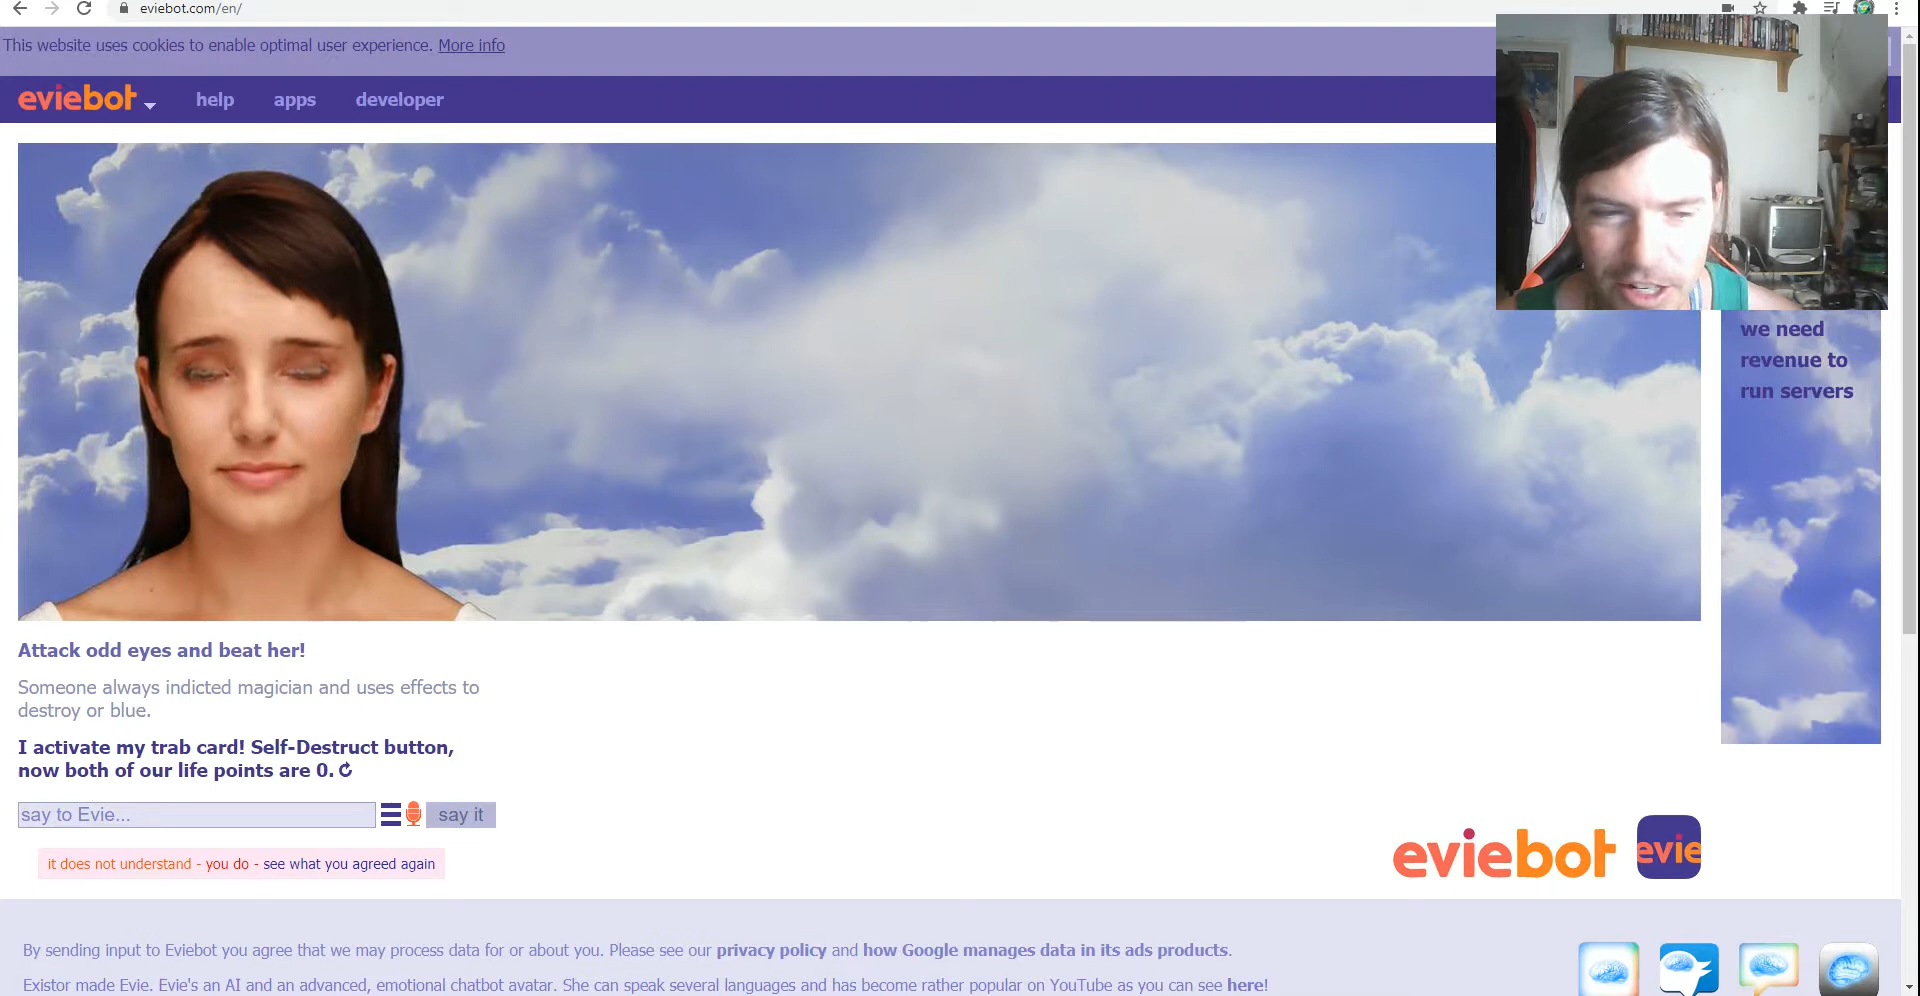 eviebot.com/en/
This website uses cookies to enable optimal user experience. More info
eviebot help apps developer
we need
revenue to
run servers
Attack odd eyes and beat her!
Someone always indicted magician and uses effects to
destroy or blue.
I activate my trab card! Self-Destruct button,
now both of our life points are 0.
say to Evie... say it
it does not understand - you do - see what you agreed again
eviebot evie
By sending input to Eviebot you agree that we may process data for or about you. Please see our privacy policy and how Google manages data in its ads products.
Existor made Evie. Evie's an AI and an advanced, emotional chatbot avatar. She can speak several languages and has become rather popular on YouTube as you can see here!